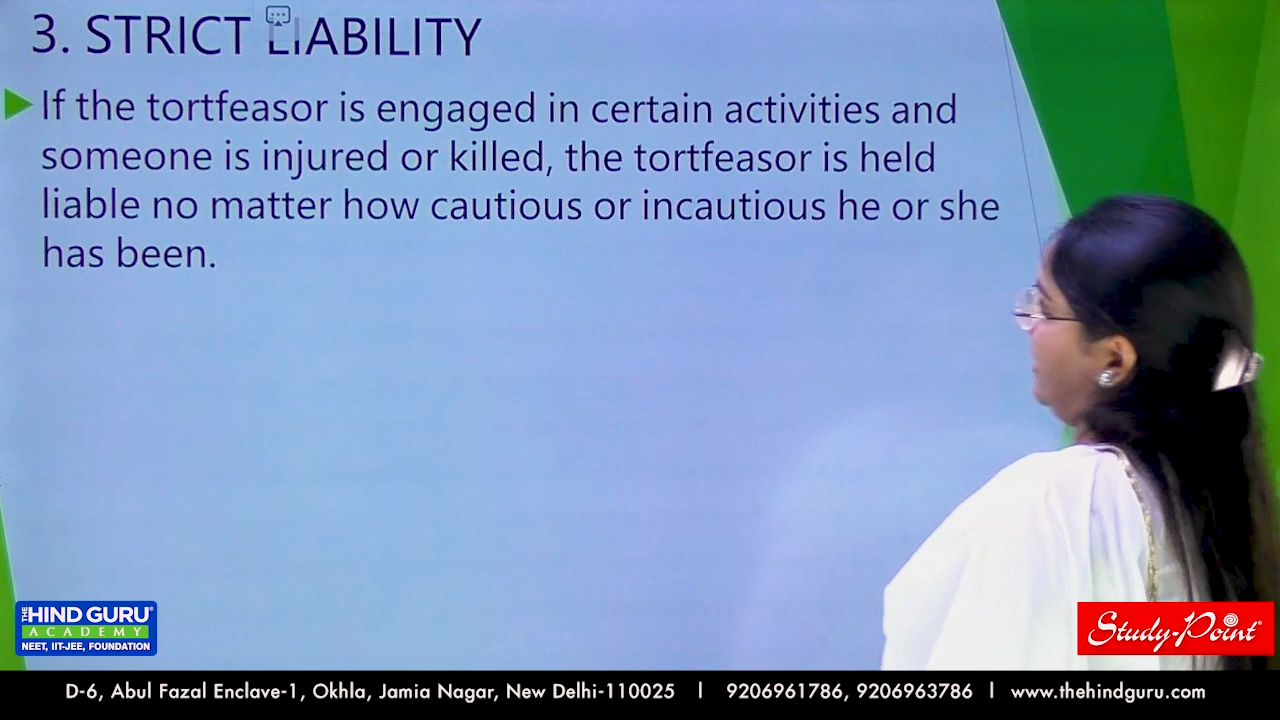 3. STRICT LIABILITY
If the tortfeasor is engaged in certain activities and
someone is injured or killed, the tortfeasor is held
liable no matter how cautious or incautious he or she
has been.
THE HIND GURU®
ACADEMY
NEET, IIT-JEE, FOUNDATION
Study-Point®
D-6, Abul Fazal Enclave-1, Okhla, Jamia Nagar, New Delhi-110025 | 9206961786, 9206963786 | www.thehindguru.com